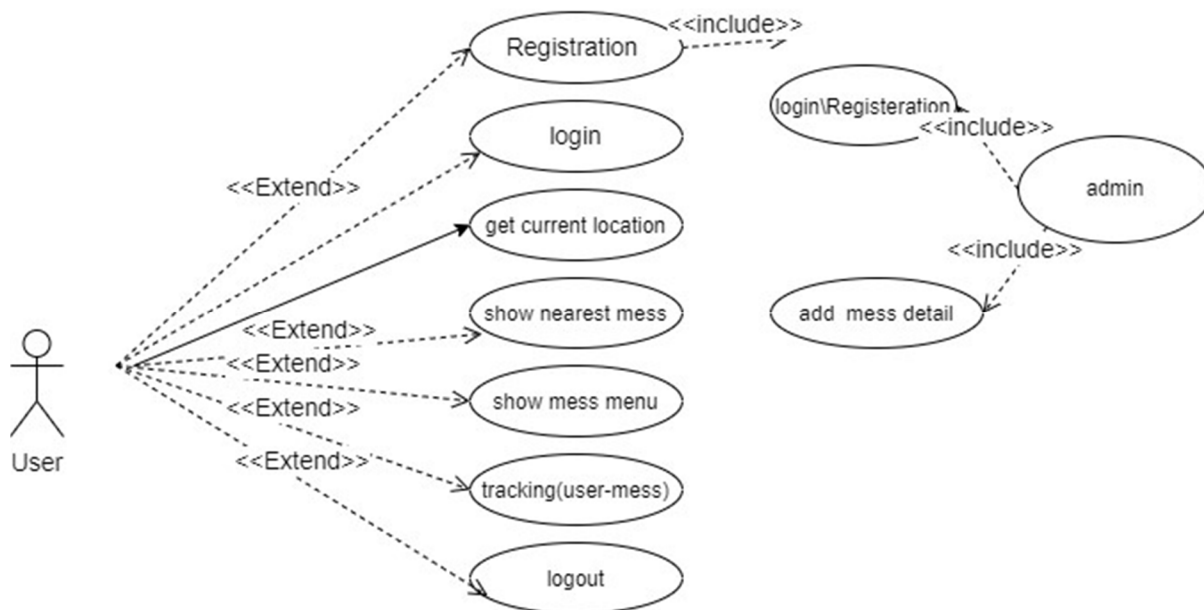 <<include>>
Registration
login\Registeration
<<include>>
login
<<Extend>>
admin
get current location
<<include>>
show nearest mess
add mess detail
<<Extend>>
<<Extend>>
show mess menu
<<Extend>>
User
<<Extend>>
tracking(user-mess)
logout